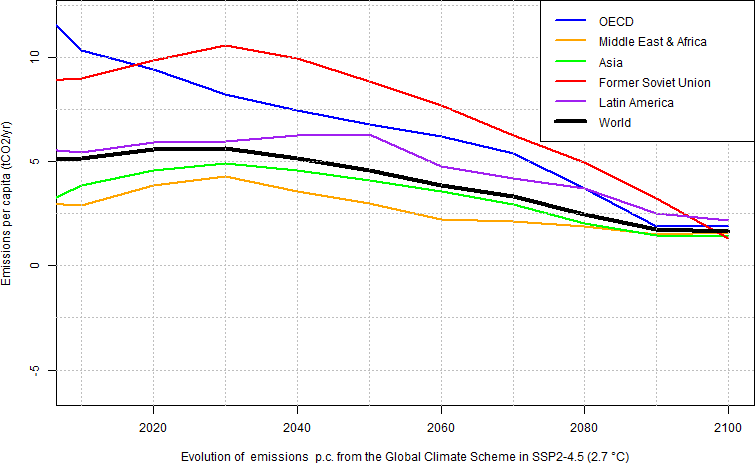 OECD
Middle East & Africa
Asia
Former Soviet Union
Latin America
World
Emissions per capita (tCO2/yr)
10
5
0
-5
2020 2040 2060 2080 2100
Evolution of emissions p.c. from the Global Climate Scheme in SSP2-4.5 (2.7 °C)